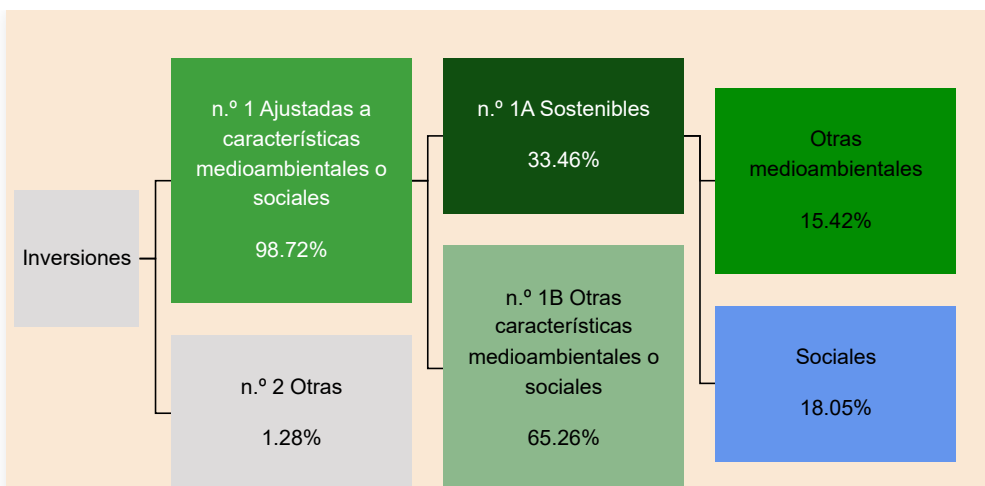 Inversiones
n.º 1 Ajustadas a
características
medioambientales o
sociales
98.72%
n.º 2 Otras
1.28%
n.º 1A Sostenibles
33.46%
n.º 1B Otras
características
medioambientales o
sociales
65.26%
Otras
medioambientales
15.42%
Sociales
18.05%